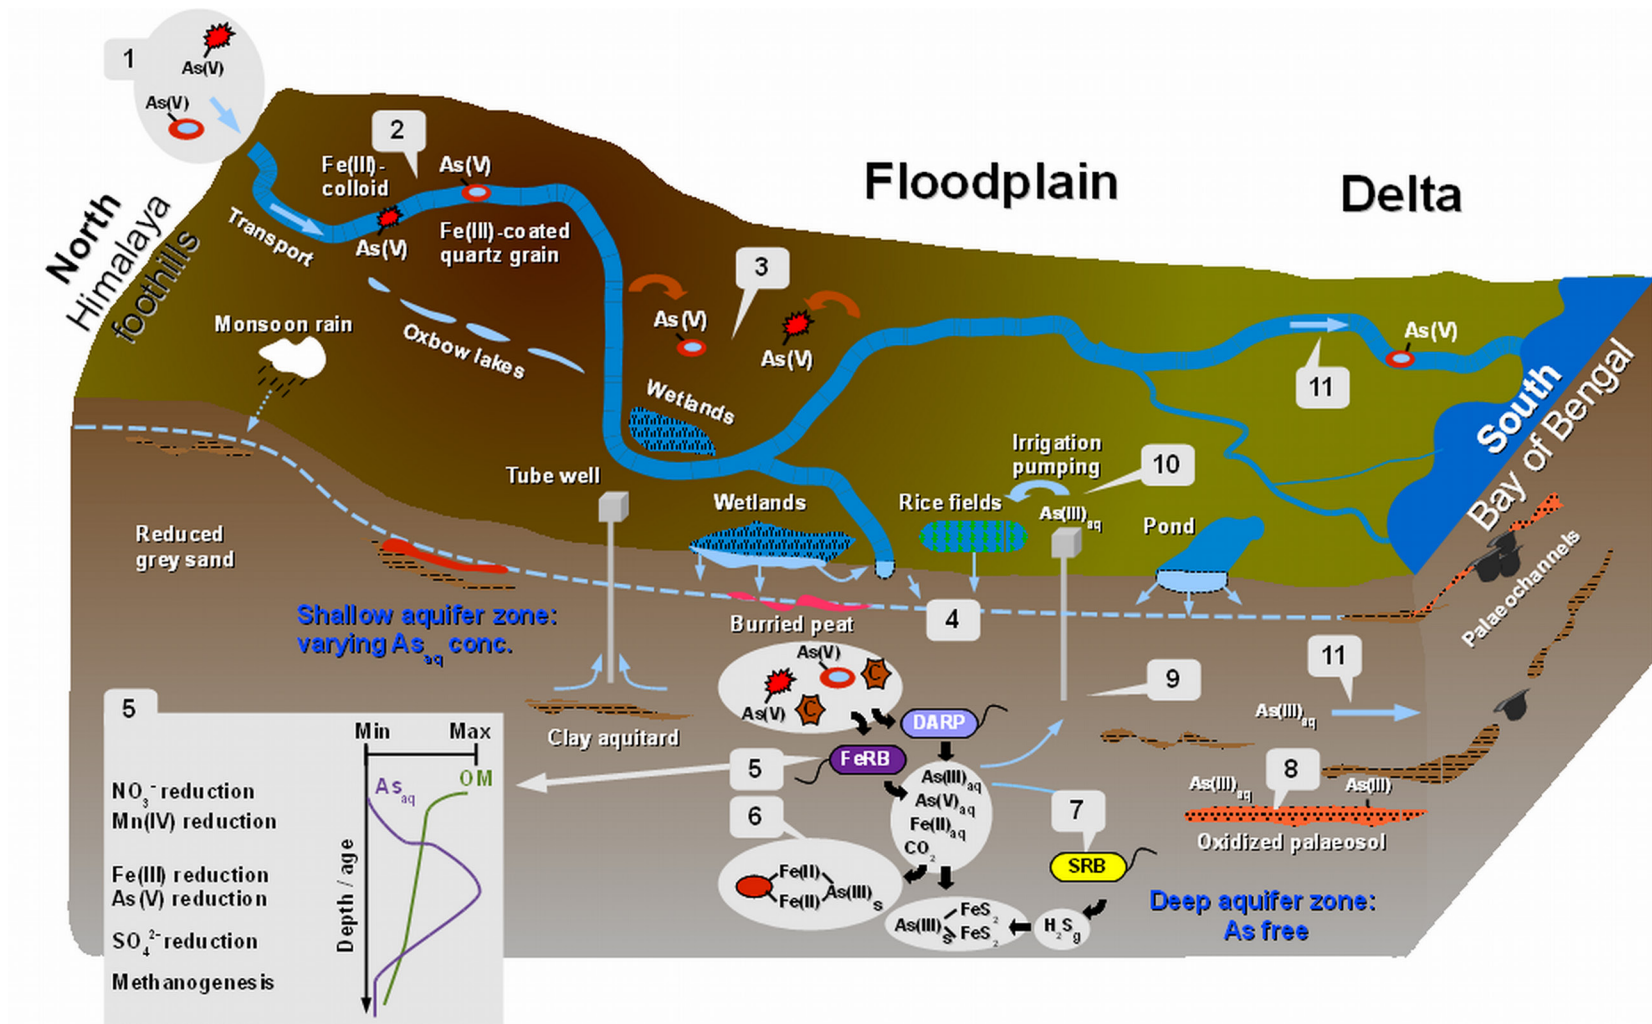 1
As(V)
As(V)
North
Himalaya
foothills
2
Fe(III)-
colloid
As(V)
As(V)
Fe(III)-coated
quartz grain
Transport
Oxbow lakes
Monsoon rain
3
As(V)
As(V)
Wetlands
Floodplain
Delta
11
As(V)
South
Bay of Bengal
Irrigation
pumping
10
As(III)aq
Tube well
Wetlands
Rice fields
Pond
Reduced
grey sand
Shallow aquifer zone:
varying Asaq conc.
Burried peat
4
Palaeochannels
As(V)
As(V)
C
C
Clay aquitard
DARP
FeRB
9
11
As(III)aq
5
6
As(III)aq
As(V)aq
Fe(II)aq
CO2
7
SRB
8
As(III)aq
As(III)
Oxidized palaeosol
Fe(II)
Fe(II)
As(III)s
As(III)s
FeS2
FeS2
H2Sg
Deep aquifer zone:
As free
5
Min
Max
Asaq
OM
Depth / age
NO3- reduction
Mn(IV) reduction
Fe(III) reduction
As(V) reduction
SO42- reduction
Methanogenesis